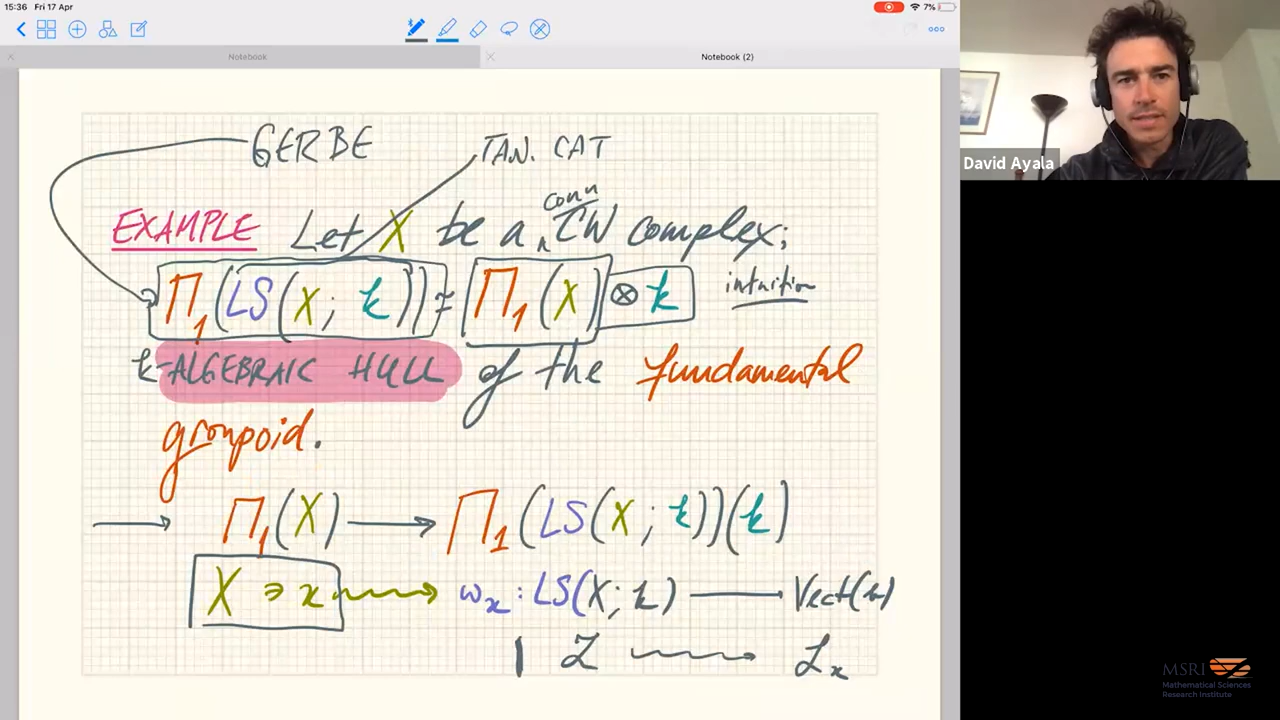 15:36 Fri 17 Apr
7%
Notebook
Notebook (2)
David Ayala
GERBE
TAN. CAT
conn
EXAMPLE Let X be a CW complex;
Π₁(LS(X; k)) = Π₁(X) ⊗ k intuition
k-ALGEBRAIC HULL of the fundamental
groupoid.
→ Π₁(X) → Π₁(LS(X; k))(k)
X ∋ x ⇝ ω_x : LS(X; k) → Vect(k)
ℒ ⇝ ℒ_x
MSRI
Mathematical Sciences
Research Institute